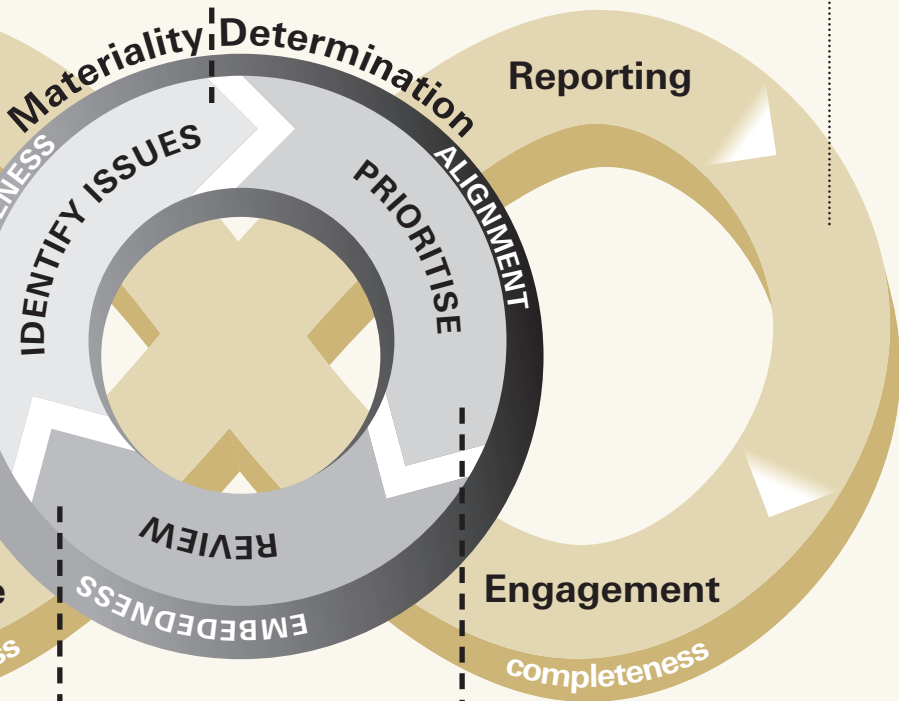 Materiality
Determination
Reporting
IDENTIFY ISSUES
PRIORITISE
ALIGNMENT
REVIEW
EMBEDEDNESS
Engagement
completeness